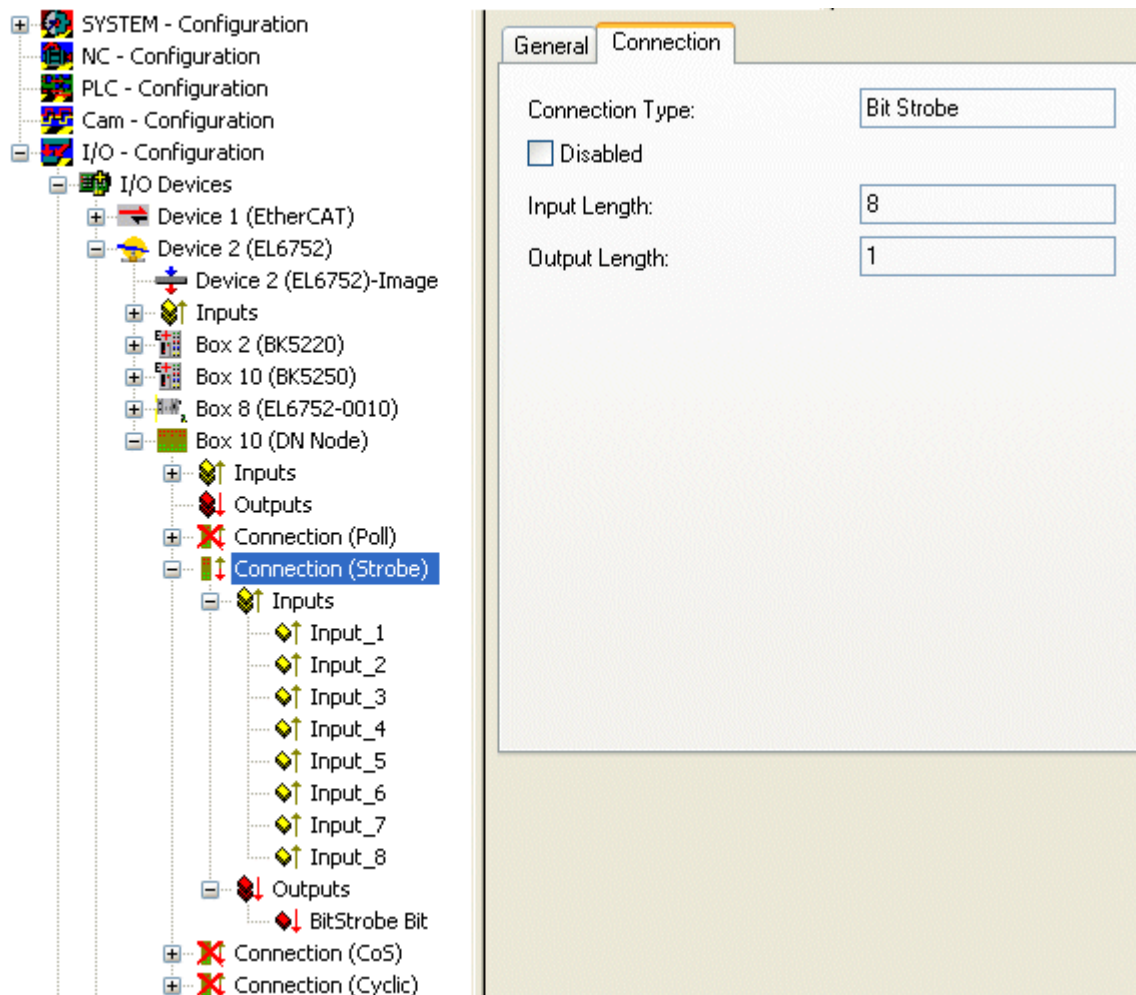 SYSTEM - Configuration
NC - Configuration
PLC - Configuration
Cam - Configuration
I/O - Configuration
I/O Devices
Device 1 (EtherCAT)
Device 2 (EL6752)
Device 2 (EL6752)-Image
Inputs
Box 2 (BK5220)
Box 10 (BK5250)
Box 8 (EL6752-0010)
Box 10 (DN Node)
Inputs
Outputs
Connection (Poll)
Connection (Strobe)
Inputs
Input_1
Input_2
Input_3
Input_4
Input_5
Input_6
Input_7
Input_8
Outputs
BitStrobe Bit
Connection (CoS)
Connection (Cyclic)
General Connection
Connection Type: Bit Strobe
Disabled
Input Length: 8
Output Length: 1